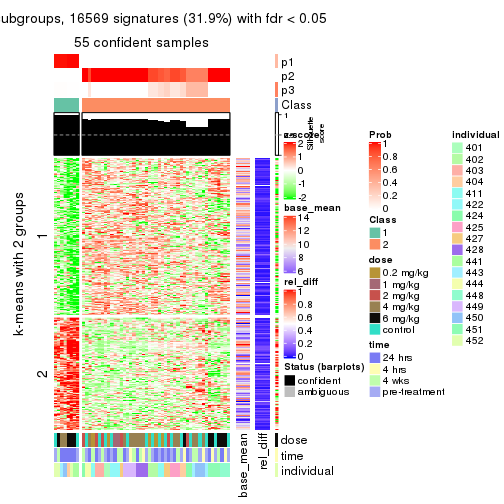 ubgroups, 16569 signatures (31.9%) with fdr < 0.05
55 confident samples
p1
p2
p3
Class
1
Silhouette
score
k-means with 2 groups
1
2
base_mean
rel_diff
dose
time
individual
z-score
2
1
0
-1
-2
base_mean
14
12
10
8
6
rel_diff
1
0.8
0.6
0.4
0.2
0
Status (barplots)
confident
ambiguous
Prob
1
0.8
0.6
0.4
0.2
0
Class
1
2
dose
0.2 mg/kg
1 mg/kg
2 mg/kg
4 mg/kg
6 mg/kg
control
time
24 hrs
4 hrs
4 wks
pre-treatment
individual
401
402
403
404
411
422
424
425
427
428
441
443
444
448
449
450
451
452